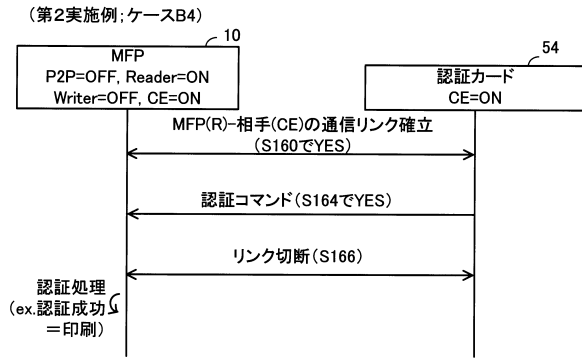 (第2実施例;ケースB4)
10
MFP
P2P=OFF, Reader=ON
Writer=OFF, CE=ON
54
認証カード
CE=ON
MFP(R)-相手(CE)の通信リンク確立
(S160でYES)
認証コマンド(S164でYES)
リンク切断(S166)
認証処理
(ex.認証成功
=印刷)